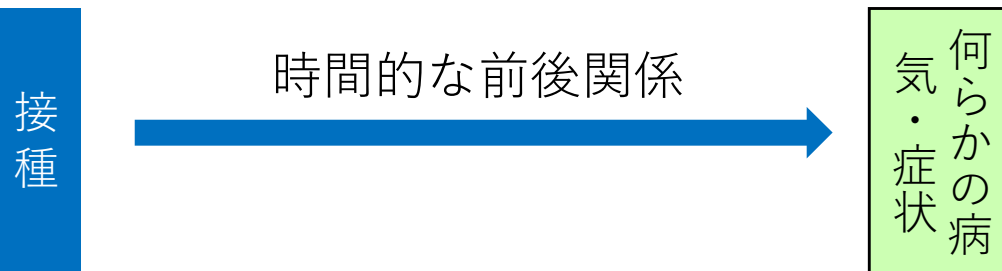 接種
時間的な前後関係
何らかの病
気・症状